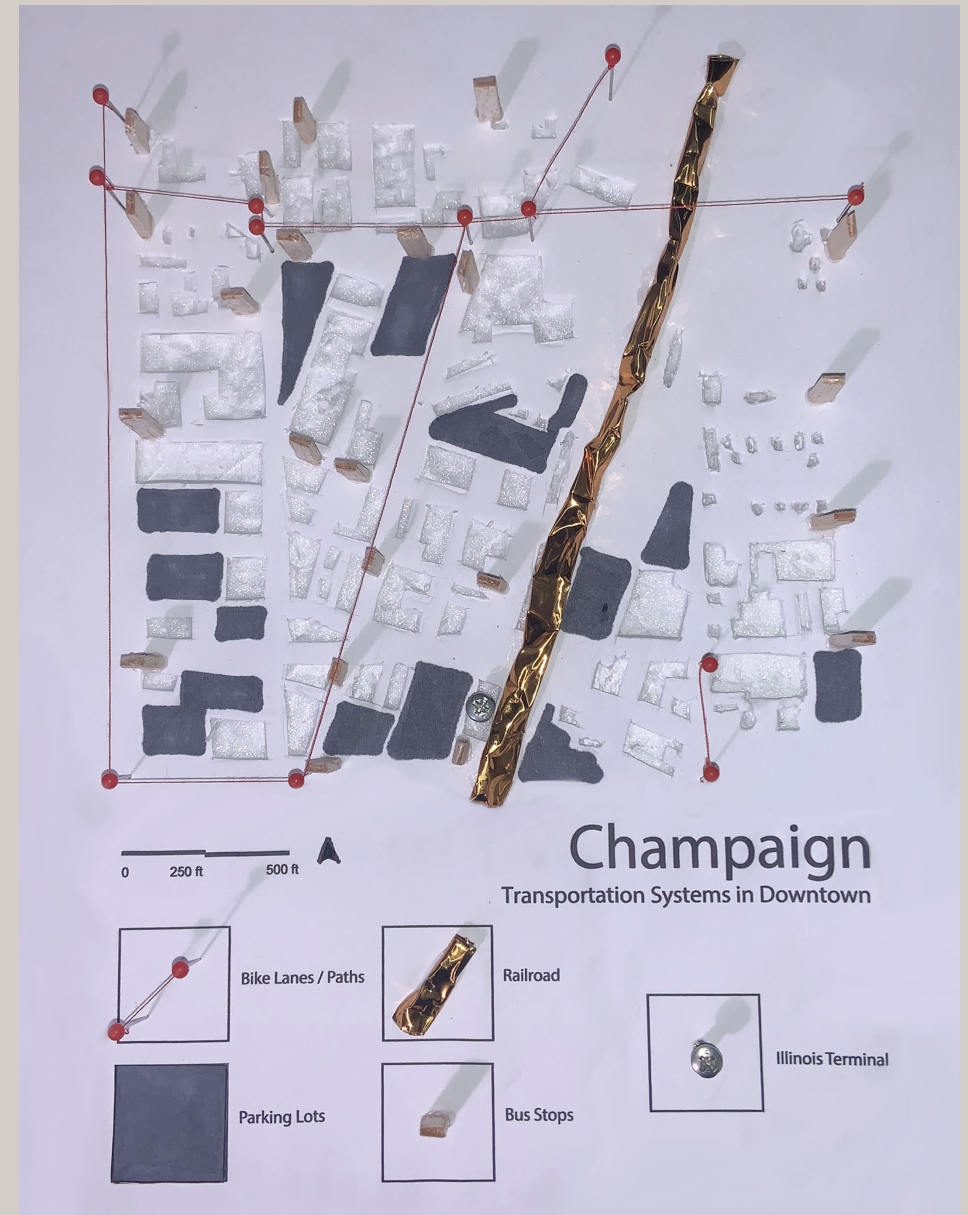 Champaign
Transportation Systems in Downtown
0 250 ft 500 ft
Bike Lanes / Paths
Railroad
Illinois Terminal
Parking Lots
Bus Stops